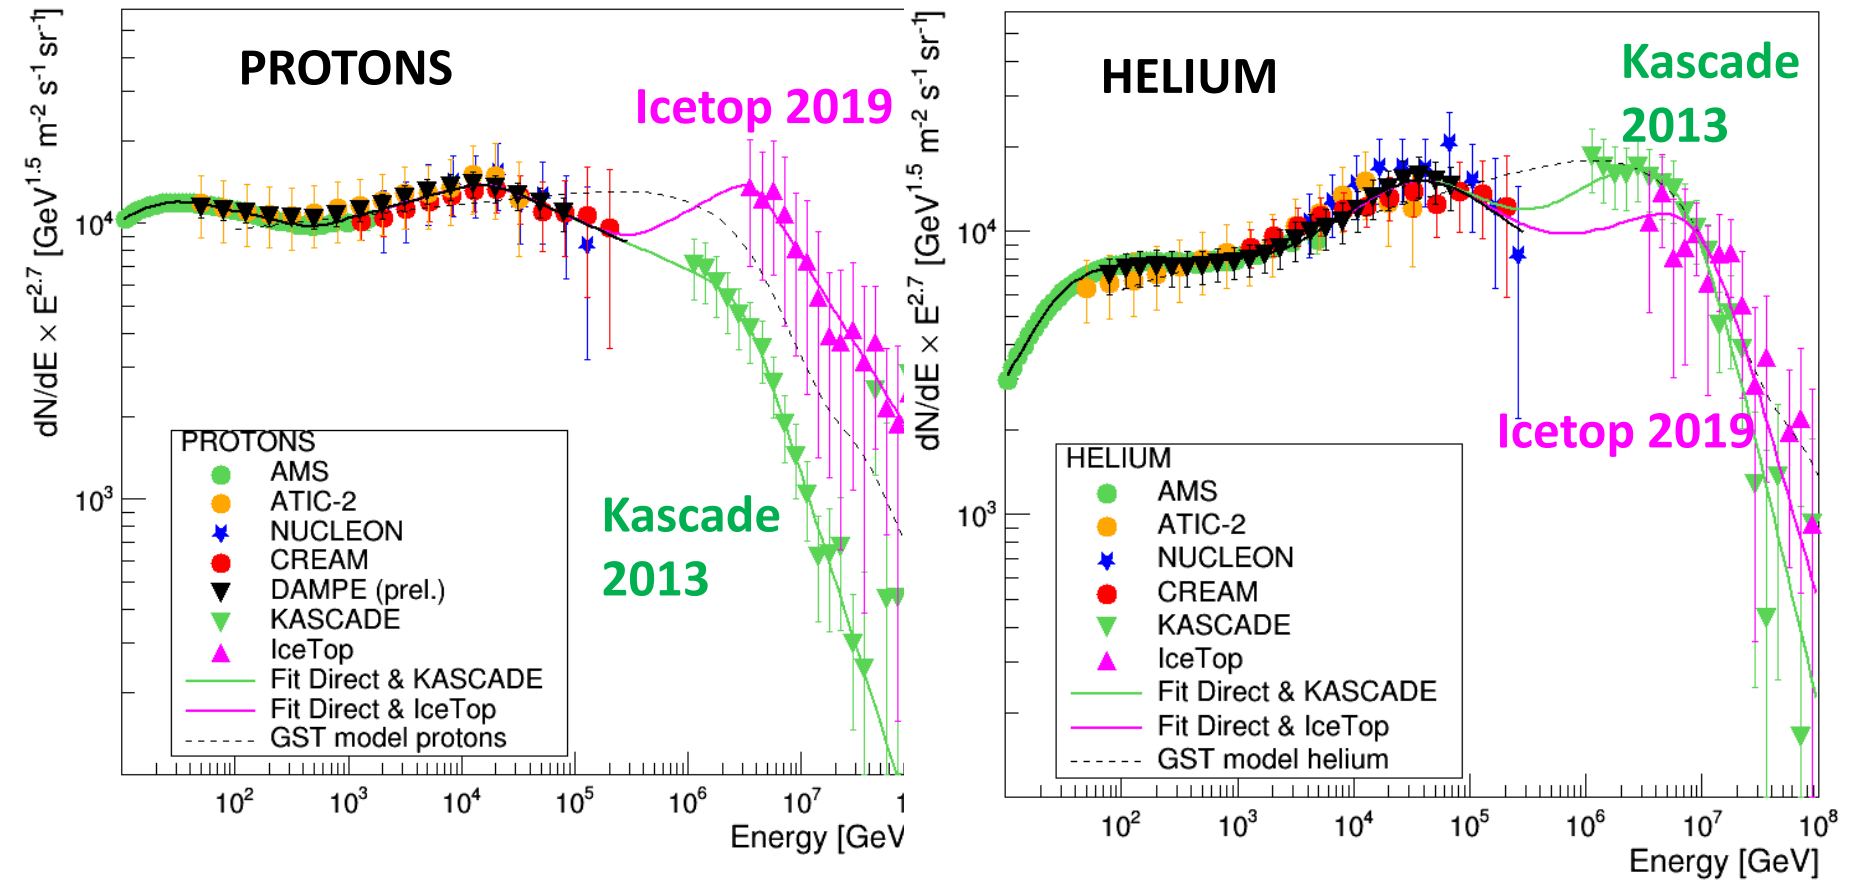 PROTONS
Icetop 2019
Kascade
2013
dN/dE × E^2.7 [GeV^1.5 m^-2 s^-1 sr^-1]
10^4
10^3
PROTONS
AMS
ATIC-2
NUCLEON
CREAM
DAMPE (prel.)
KASCADE
IceTop
Fit Direct & KASCADE
Fit Direct & IceTop
GST model protons
10^2 10^3 10^4 10^5 10^6 10^7 1
Energy [GeV
HELIUM
Kascade
2013
Icetop 2019
dN/dE × E^2.7 [GeV^1.5 m^-2 s^-1 sr^-1]
10^4
10^3
HELIUM
AMS
ATIC-2
NUCLEON
CREAM
DAMPE (prel.)
KASCADE
IceTop
Fit Direct & KASCADE
Fit Direct & IceTop
GST model helium
10^2 10^3 10^4 10^5 10^6 10^7 10^8
Energy [GeV]